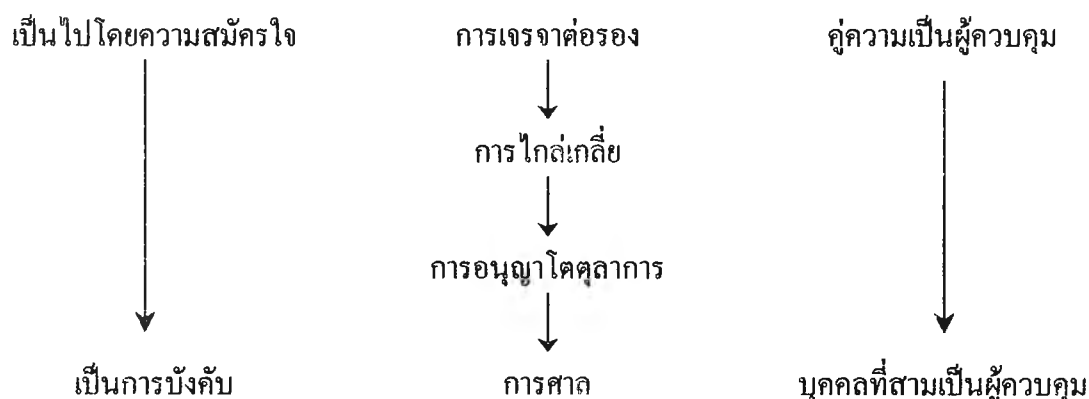 เป็นไปโดยความสมัครใจ การเจรจาต่อรอง คู่ความเป็นผู้ควบคุม
การไกล่เกลี่ย
การอนุญาโตตุลาการ
เป็นการบังคับ การศาล บุคคลที่สามเป็นผู้ควบคุม